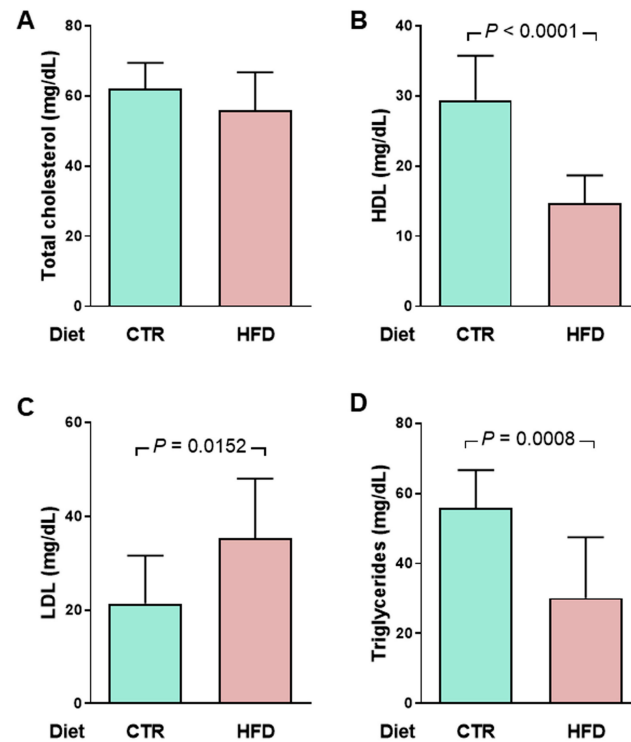 A
Total cholesterol (mg/dL)
80
60
40
20
0
Diet CTR HFD
B
HDL (mg/dL)
40
30
20
10
0
P < 0.0001
Diet CTR HFD
C
LDL (mg/dL)
60
40
20
0
P = 0.0152
Diet CTR HFD
D
Triglycerides (mg/dL)
80
60
40
20
0
P = 0.0008
Diet CTR HFD